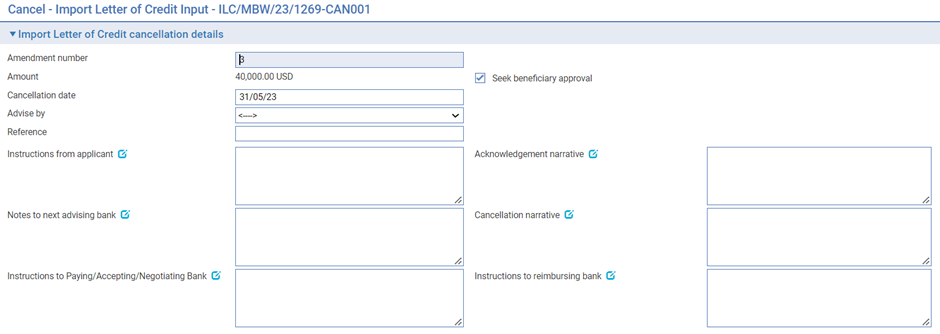 Cancel - Import Letter of Credit Input - ILC/MBW/23/1269-CAN001
Import Letter of Credit cancellation details
Amendment number 3
Amount 40,000.00 USD Seek beneficiary approval
Cancellation date 31/05/23
Advise by <---->
Reference
Instructions from applicant Acknowledgement narrative
Notes to next advising bank Cancellation narrative
Instructions to Paying/Accepting/Negotiating Bank Instructions to reimbursing bank